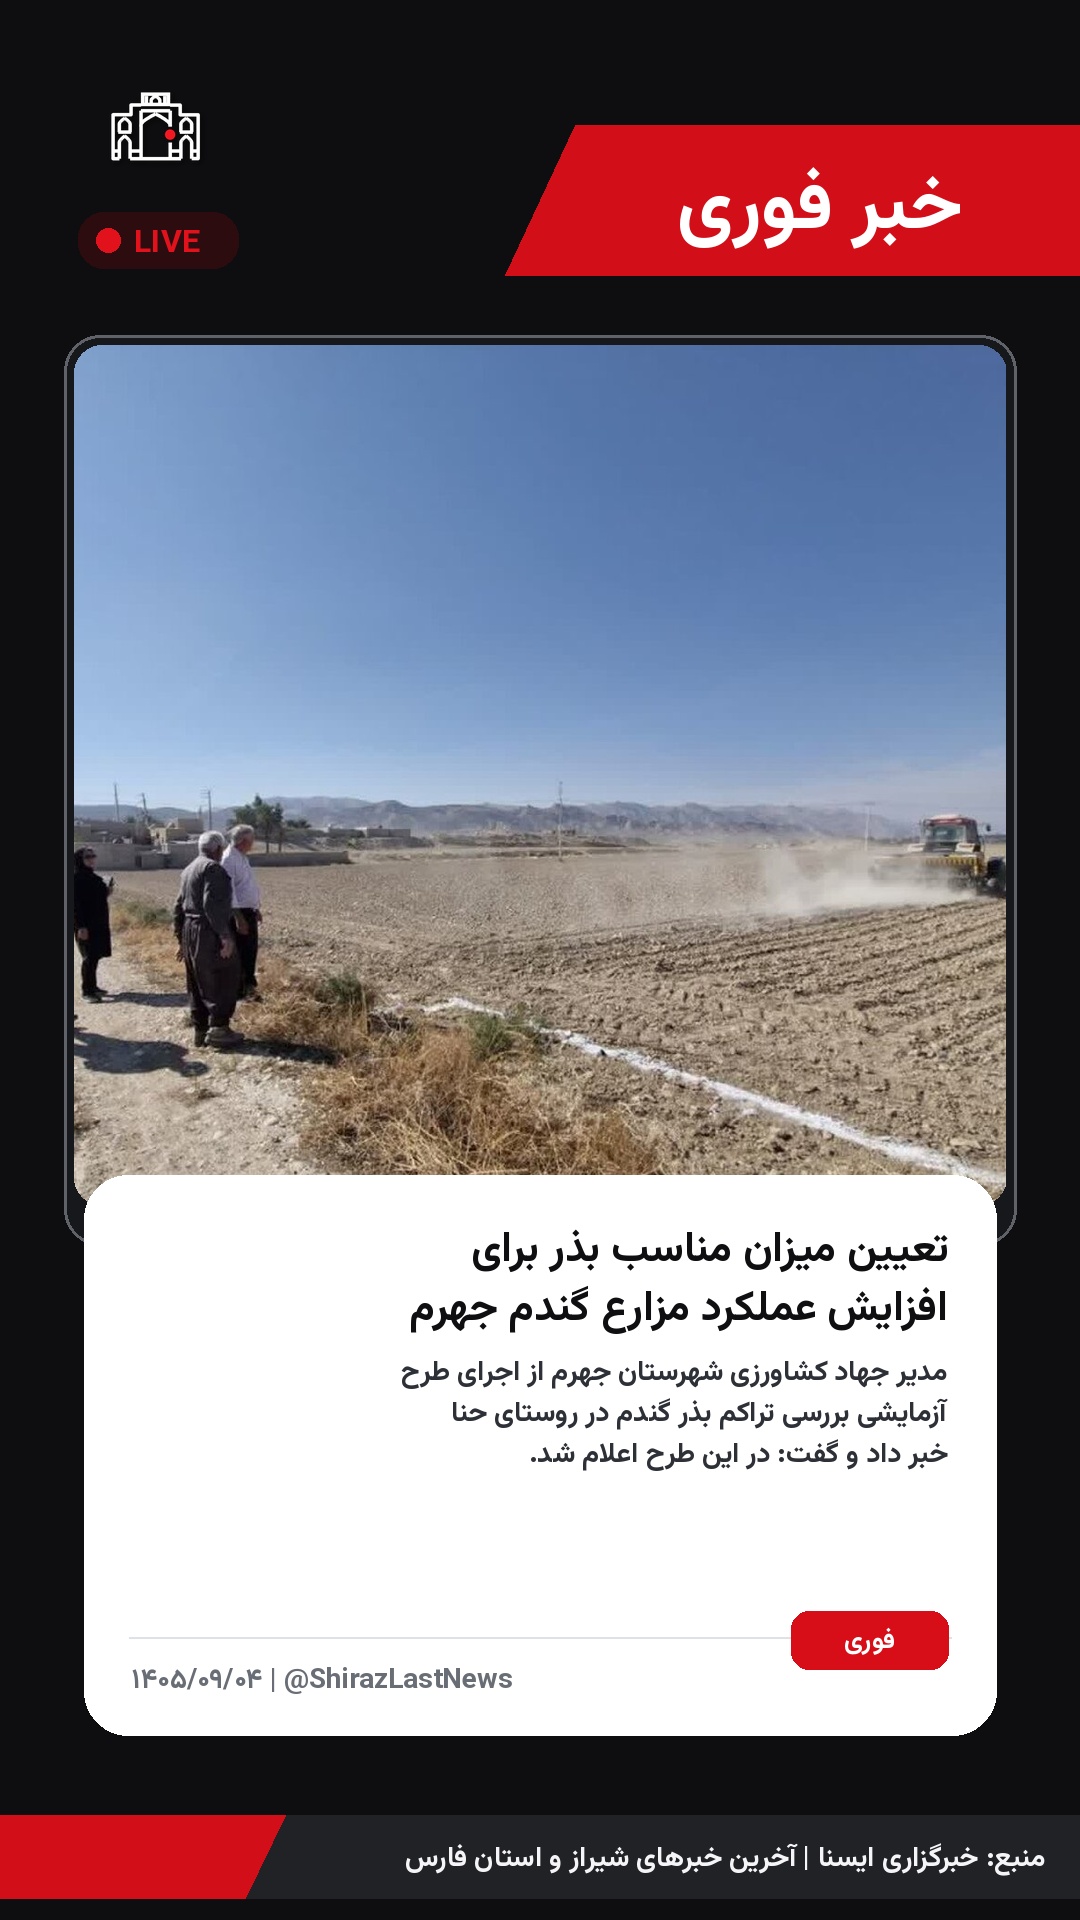 خبر فوری
LIVE
تعیین میزان مناسب بذر برای
افزایش عملکرد مزارع گندم جهرم
مدیر جهاد کشاورزی شهرستان جهرم از اجرای طرح
آزمایشی بررسی تراکم بذر گندم در روستای حنا
خبر داد و گفت: در این طرح اعلام شد.
فوری
۱۴۰۵/۰۹/۰۴ | @ShirazLastNews
منبع: خبرگزاری ایسنا | آخرین خبرهای شیراز و استان فارس